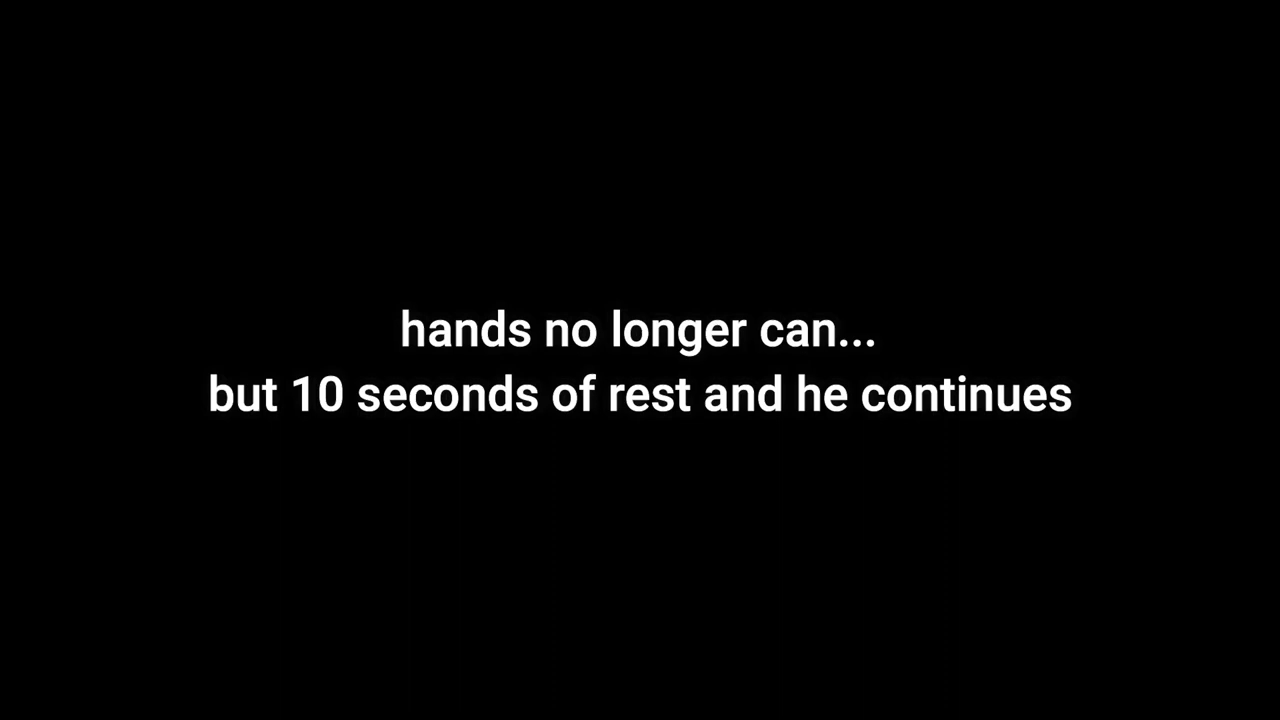 hands no longer can...
but 10 seconds of rest and he continues